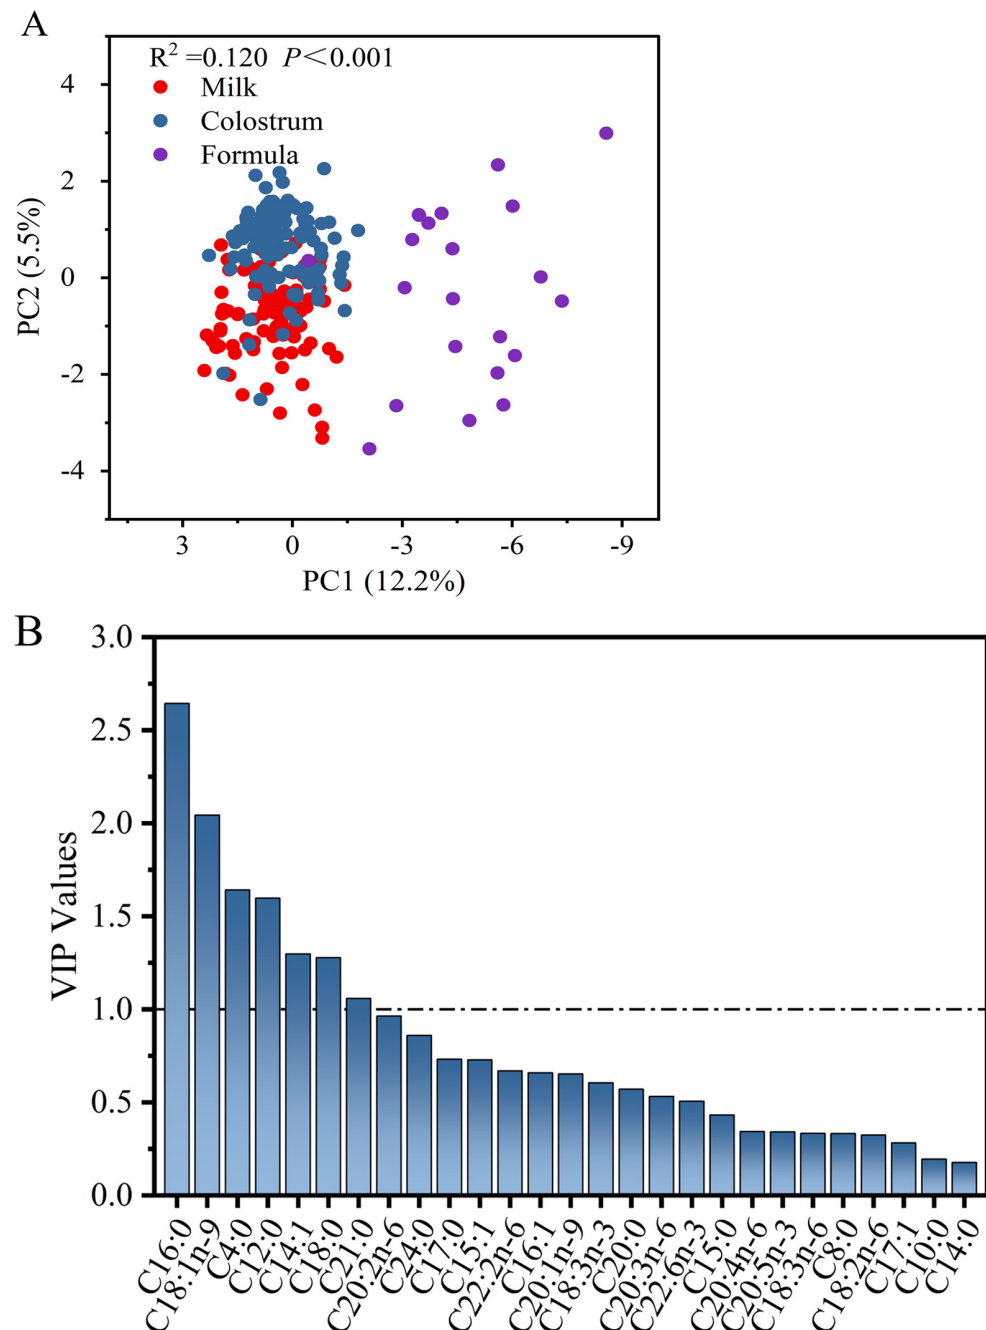 A
R² =0.120 P<0.001
Milk
Colostrum
Formula
4
2
0
-2
-4
PC2 (5.5%)
3 0 -3 -6 -9
PC1 (12.2%)
B
3.0
2.5
2.0
1.5
1.0
0.5
0.0
VIP Values
C16:0
C18:1n-9
C4:0
C12:0
C14:1
C18:0
C21:0
C20:2n-6
C24:0
C17:0
C15:1
C22:2n-6
C16:1
C20:1n-9
C18:3n-3
C20:0
C20:3n-6
C22:6n-3
C15:0
C20:4n-6
C20:5n-3
C18:3n-6
C8:0
C18:2n-6
C17:1
C10:0
C14:0